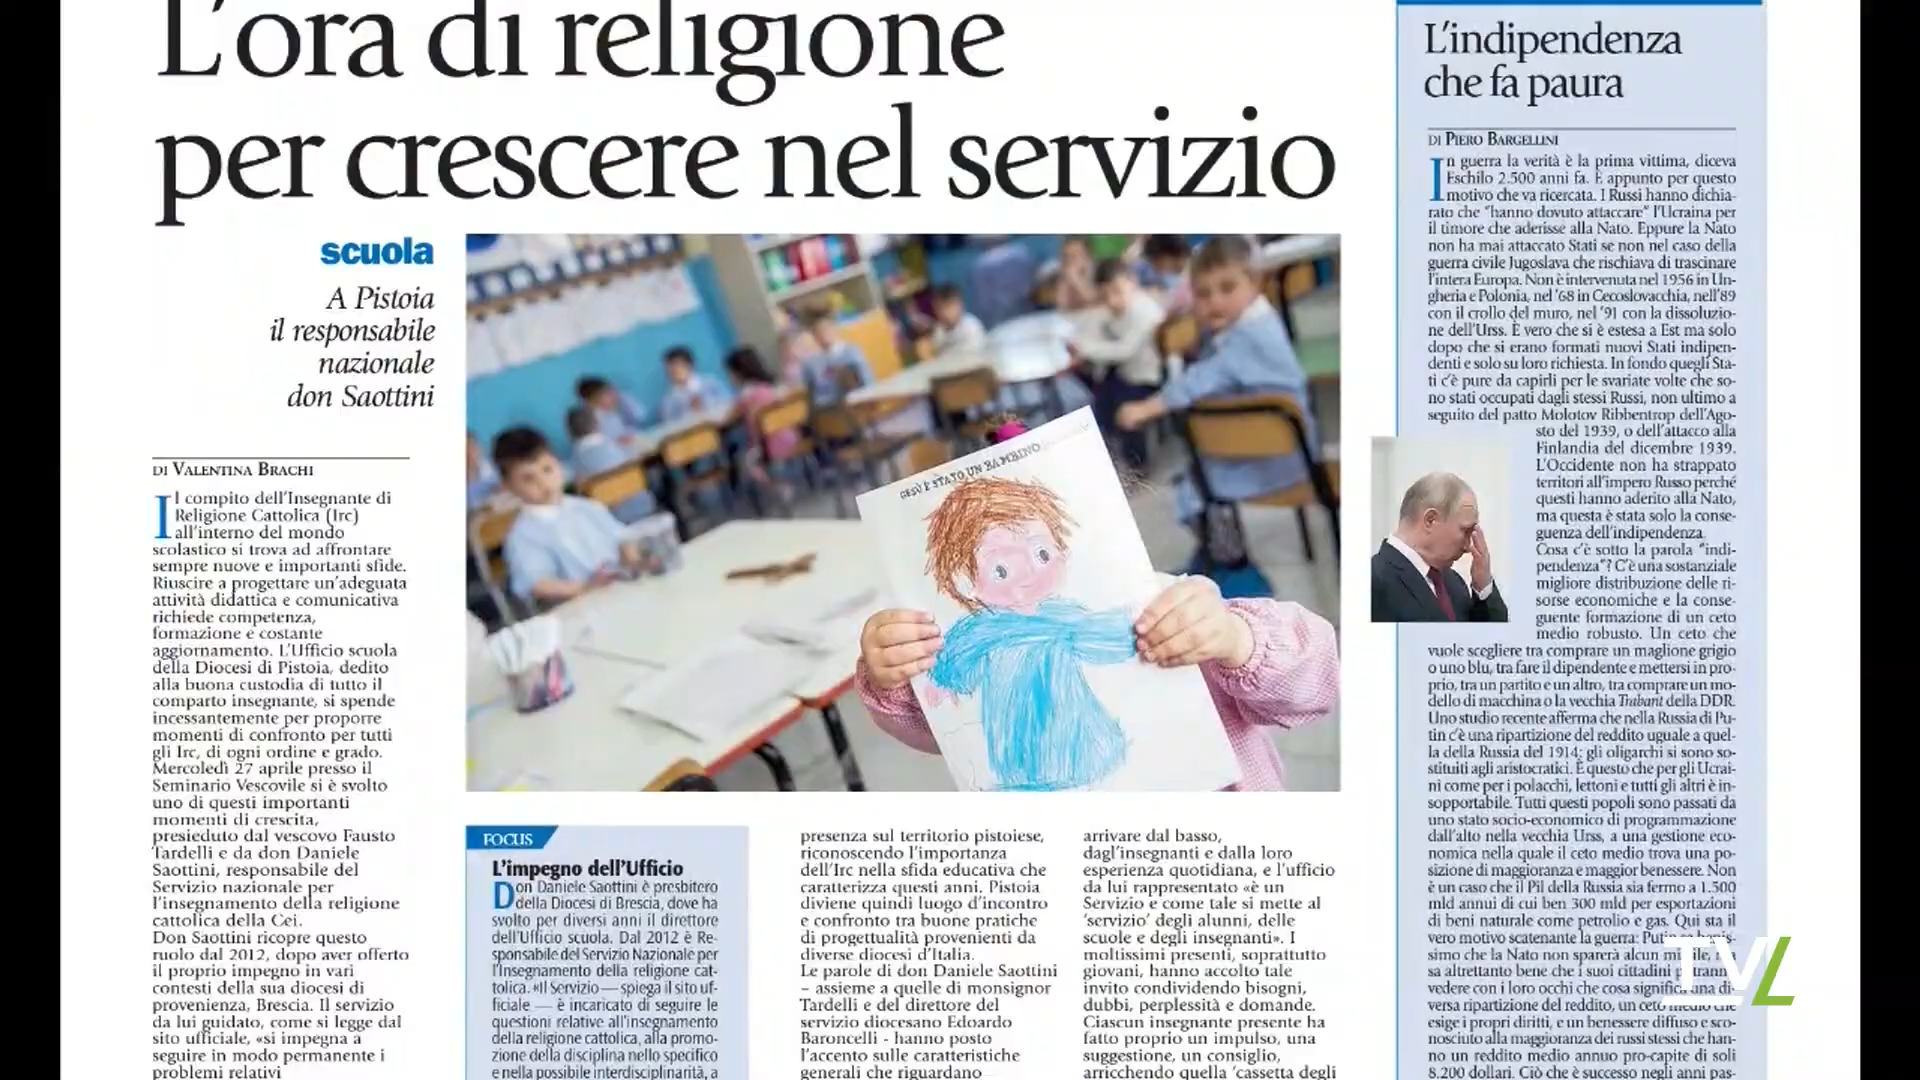 L'ora di religione
per crescere nel servizio
scuola
A Pistoia
il responsabile
nazionale
don Saottini
DI VALENTINA BRACHI
Il compito dell'Insegnante di
Religione Cattolica (Irc)
all'interno del mondo
scolastico si trova ad affrontare
sempre nuove e importanti sfide.
Riuscire a progettare un'adeguata
attività didattica e comunicativa
richiede competenza,
formazione e costante
aggiornamento. L'Ufficio scuola
della Diocesi di Pistoia, dedito
alla buona custodia di tutto il
comparto insegnante, si spende
incessantemente per proporre
momenti di confronto per tutti
gli Irc, di ogni ordine e grado.
Mercoledì 27 aprile presso il
Seminario Vescovile si è svolto
uno di questi importanti
momenti di crescita,
presieduto dal vescovo Fausto
Tardelli e da don Daniele
Saottini, responsabile del
Servizio nazionale per
l'insegnamento della religione
cattolica della Cei.
Don Saottini ricopre questo
ruolo dal 2012, dopo aver offerto
il proprio impegno in vari
contesti della sua diocesi di
provenienza, Brescia. Il servizio
da lui guidato, come si legge dal
sito ufficiale, «si impegna a
seguire in modo permanente i
problemi relativi
GESÙ È STATO UN BAMBINO
FOCUS
L'impegno dell'Ufficio
Don Daniele Saottini è presbitero
della Diocesi di Brescia, dove ha
svolto per diversi anni il direttore
dell'Ufficio scuola. Dal 2012 è Re-
sponsabile del Servizio Nazionale per
l'Insegnamento della religione cat-
tolica. «Il Servizio — spiega il sito uf-
ficiale — è incaricato di seguire le
questioni relative all'insegnamento
della religione cattolica, alla promo-
zione della disciplina nello specifico
e nella possibile interdisciplinarità, a
presenza sul territorio pistoiese,
riconoscendo l'importanza
dell'Irc nella sfida educativa che
caratterizza questi anni. Pistoia
diviene quindi luogo d'incontro
e confronto tra buone pratiche
di progettualità provenienti da
diverse diocesi d'Italia.
Le parole di don Daniele Saottini
– assieme a quelle di monsignor
Tardelli e del direttore del
servizio diocesano Edoardo
Baroncelli - hanno posto
l'accento sulle caratteristiche
generali che riguardano
arrivare dal basso,
dagl'insegnanti e dalla loro
esperienza quotidiana, e l'ufficio
da lui rappresentato «è un
Servizio e come tale si mette al
'servizio' degli alunni, delle
scuole e degli insegnanti». I
moltissimi presenti, soprattutto
giovani, hanno accolto tale
invito condividendo bisogni,
dubbi, perplessità e domande.
Ciascun insegnante presente ha
fatto proprio un impulso, una
suggestione, un consiglio,
arricchendo quella 'cassetta degli
L'indipendenza
che fa paura
DI PIERO BARGELLINI
In guerra la verità è la prima vittima, diceva
Eschilo 2.500 anni fa. È appunto per questo
motivo che va ricercata. I Russi hanno dichia-
rato che "hanno dovuto attaccare" l'Ucraina per
il timore che aderisse alla Nato. Eppure la Nato
non ha mai attaccato Stati se non nel caso della
guerra civile Jugoslava che rischiava di trascinare
l'intera Europa. Non è intervenuta nel 1956 in Un-
gheria e Polonia, nel '68 in Cecoslovacchia, nell'89
con il crollo del muro, nel '91 con la dissoluzio-
ne dell'Urss. È vero che si è estesa a Est ma solo
dopo che si erano formati nuovi Stati indipen-
denti e solo su loro richiesta. In fondo quegli Sta-
ti c'è pure da capirli per le svariate volte che so-
no stati occupati dagli stessi Russi, non ultimo a
seguito del patto Molotov Ribbentrop dell'Ago-
sto del 1939, o dell'attacco alla
Finlandia del dicembre 1939.
L'Occidente non ha strappato
territori all'impero Russo perché
questi hanno aderito alla Nato,
ma questa è stata solo la conse-
guenza dell'indipendenza.
Cosa c'è sotto la parola "indi-
pendenza"? C'è una sostanziale
migliore distribuzione delle ri-
sorse economiche e la conse-
guente formazione di un ceto
medio robusto. Un ceto che
vuole scegliere tra comprare un maglione grigio
o uno blu, tra fare il dipendente e mettersi in pro-
prio, tra un partito e un altro, tra comprare un mo-
dello di macchina o la vecchia Trabant della DDR.
Uno studio recente afferma che nella Russia di Pu-
tin c'è una ripartizione del reddito uguale a quel-
la della Russia del 1914; gli oligarchi si sono so-
stituiti agli aristocratici. È questo che per gli Ucrai-
ni come per i polacchi, lettoni e tutti gli altri è in-
sopportabile. Tutti questi popoli sono passati da
uno stato socio-economico di programmazione
dall'alto nella vecchia Urss, a una gestione eco-
nomica nella quale il ceto medio trova una po-
sizione di maggioranza e maggior benessere. Non
è un caso che il Pil della Russia sia fermo a 1.500
mld annui di cui ben 300 mld per esportazioni
di beni naturale come petrolio e gas. Qui sta il
vero motivo scatenante la guerra: Putin sa benis-
simo che la Nato non sparerà alcun missile, ma
sa altrettanto bene che i suoi cittadini potranno
vedere con i loro occhi che cosa significa una di-
versa ripartizione del reddito, un ceto medio che
esige i propri diritti, e un benessere diffuso e sco-
nosciuto alla maggioranza dei russi stessi che han-
no un reddito medio annuo pro-capite di soli
8.200 dollari. Ciò che è successo negli anni pas-
TVL